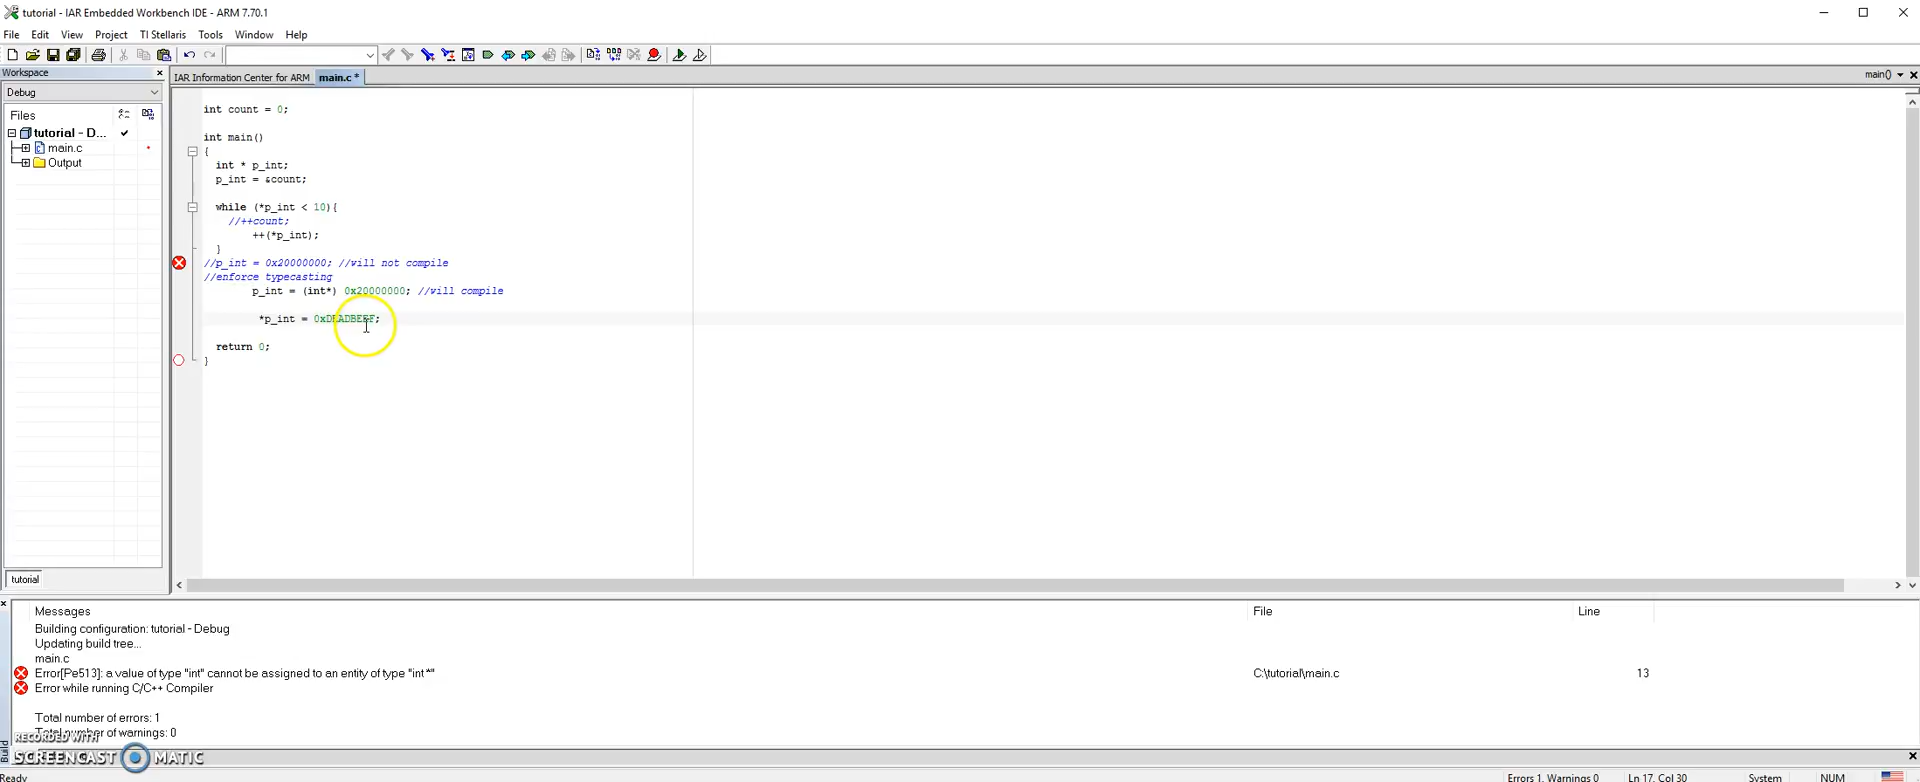 tutorial - IAR Embedded Workbench IDE - ARM 7.70.1
File Edit View Project TI Stellaris Tools Window Help
Workspace
IAR Information Center for ARM main.c * main()
Debug
Files
tutorial - D...
main.c
Output
int count = 0;
int main()
{
int * p_int;
p_int = &count;
while (*p_int < 10){
//++count;
++(*p_int);
}
//p_int = 0x20000000; //will not compile
//enforce typecasting
p_int = (int*) 0x20000000; //will compile
*p_int = 0xDEADBEEF;
return 0;
}
tutorial
Messages File Line
Building configuration: tutorial - Debug
Updating build tree...
main.c
Error[Pe513]: a value of type "int" cannot be assigned to an entity of type "int *" C:\tutorial\main.c 13
Error while running C/C++ Compiler
Total number of errors: 1
Total number of warnings: 0
Build
RECORDED WITH
SCREENCAST MATIC
Ready Errors 1, Warnings 0 Ln 17, Col 30 System NUM